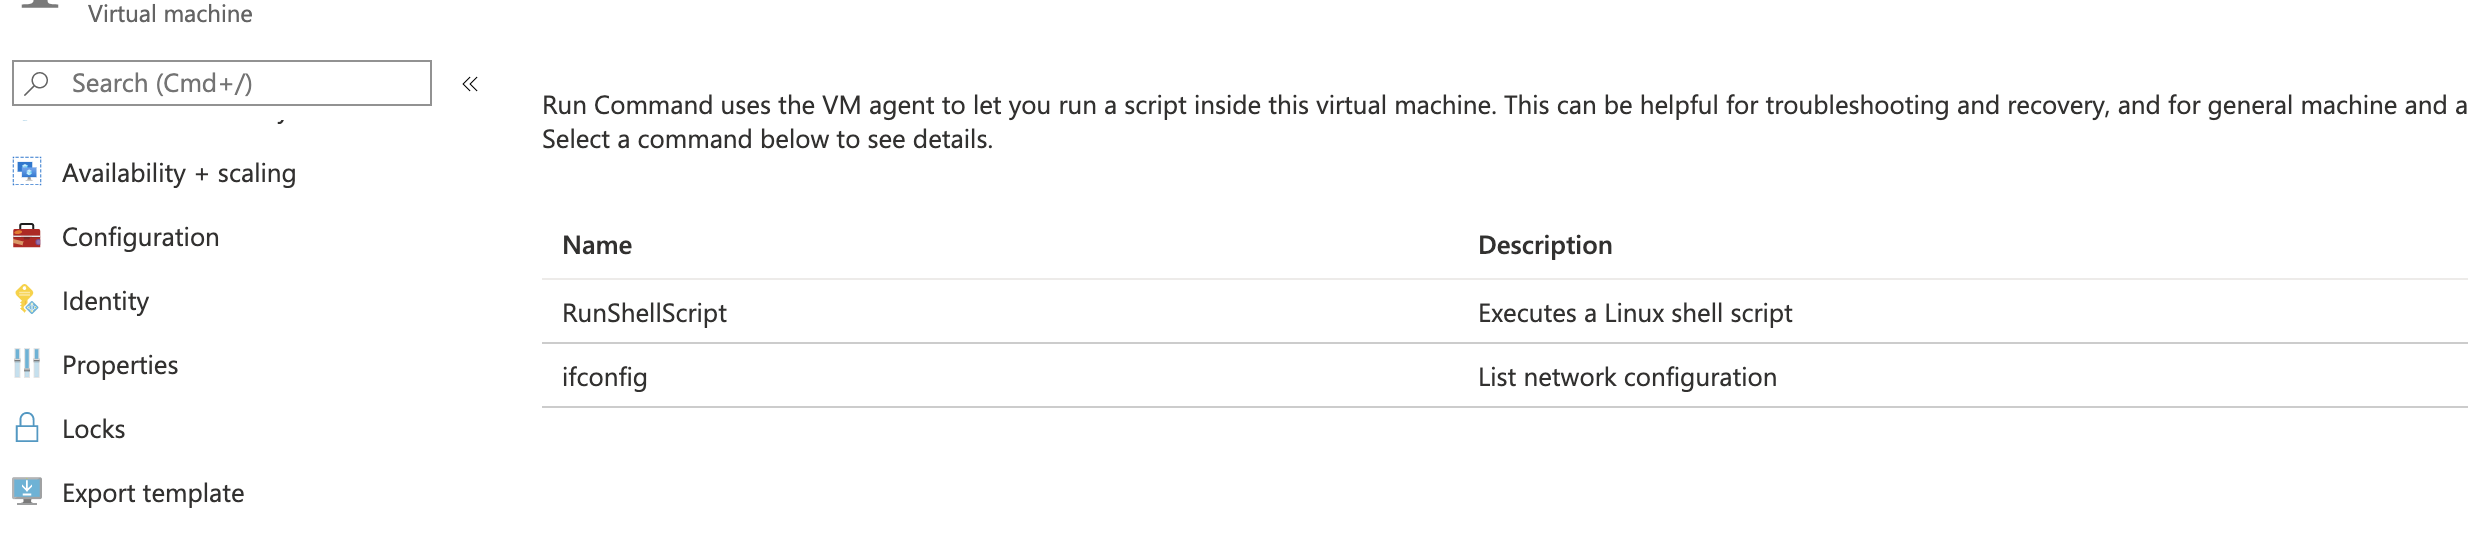 Virtual machine
Search (Cmd+/)
«
Availability + scaling
Configuration
Identity
Properties
Locks
Export template
Run Command uses the VM agent to let you run a script inside this virtual machine. This can be helpful for troubleshooting and recovery, and for general machine and a
Select a command below to see details.
Name Description
RunShellScript Executes a Linux shell script
ifconfig List network configuration